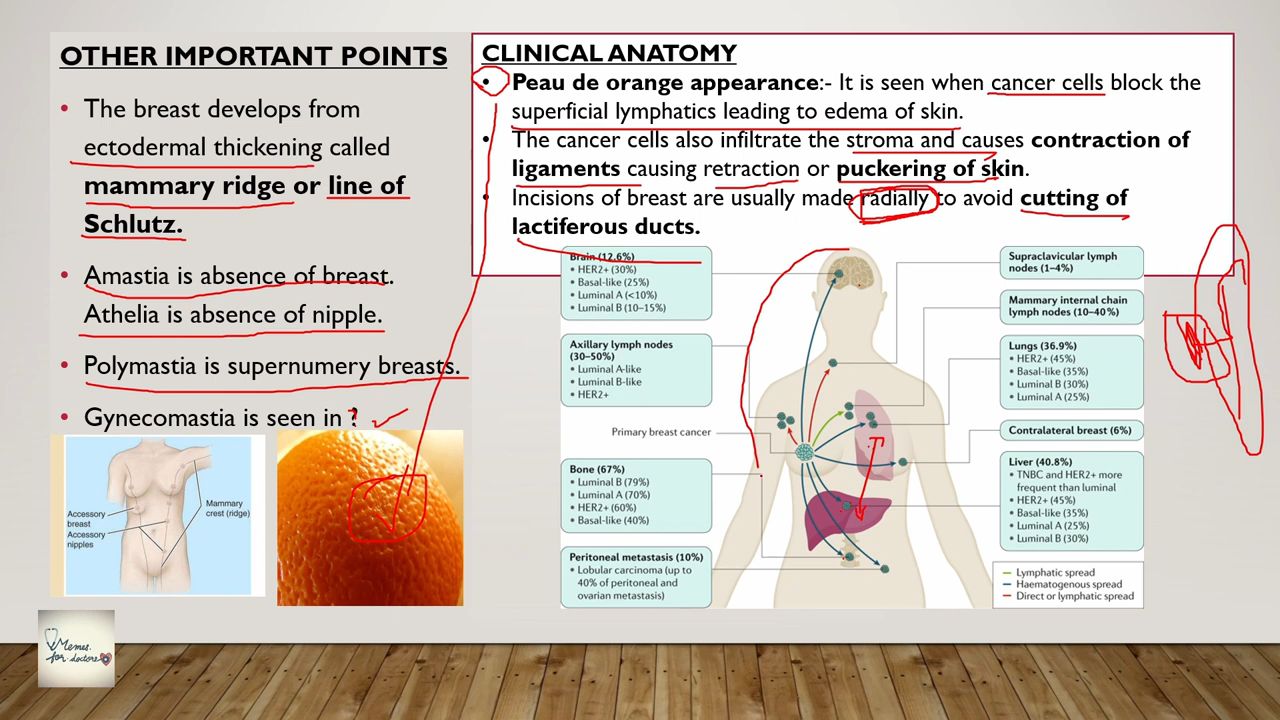 OTHER IMPORTANT POINTS
• The breast develops from
ectodermal thickening called
mammary ridge or line of
Schlutz.
• Amastia is absence of breast.
Athelia is absence of nipple.
• Polymastia is supernumery breasts.
• Gynecomastia is seen in ?
Accessory
breast
Accessory
nipples
Mammary
crest (ridge)
Memes
for doctors
CLINICAL ANATOMY
• Peau de orange appearance:- It is seen when cancer cells block the
superficial lymphatics leading to edema of skin.
• The cancer cells also infiltrate the stroma and causes contraction of
ligaments causing retraction or puckering of skin.
• Incisions of breast are usually made radially to avoid cutting of
lactiferous ducts.
Brain (12.6%)
• HER2+ (30%)
• Basal-like (25%)
• Luminal A (<10%)
• Luminal B (10–15%)
Axillary lymph nodes
(30–50%)
• Luminal A-like
• Luminal B-like
• HER2+
Primary breast cancer
Bone (67%)
• Luminal B (79%)
• Luminal A (70%)
• HER2+ (60%)
• Basal-like (40%)
Peritoneal metastasis (10%)
• Lobular carcinoma (up to
40% of peritoneal and
ovarian metastasis)
Supraclavicular lymph
nodes (1–4%)
Mammary internal chain
lymph nodes (10–40%)
Lungs (36.9%)
• HER2+ (45%)
• Basal-like (35%)
• Luminal B (30%)
• Luminal A (25%)
Contralateral breast (6%)
Liver (40.8%)
• TNBC and HER2+ more
frequent than luminal
• HER2+ (45%)
• Basal-like (35%)
• Luminal A (25%)
• Luminal B (30%)
Lymphatic spread
Haematogenous spread
Direct or lymphatic spread